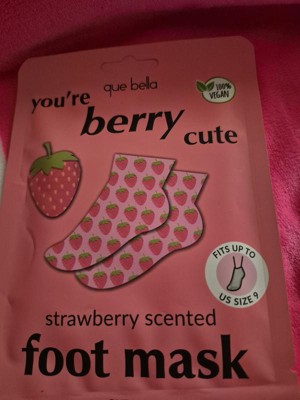 que bella
100%
VEGAN
you're
berry
cute
FITS UP TO
US SIZE 9
strawberry scented
foot mask